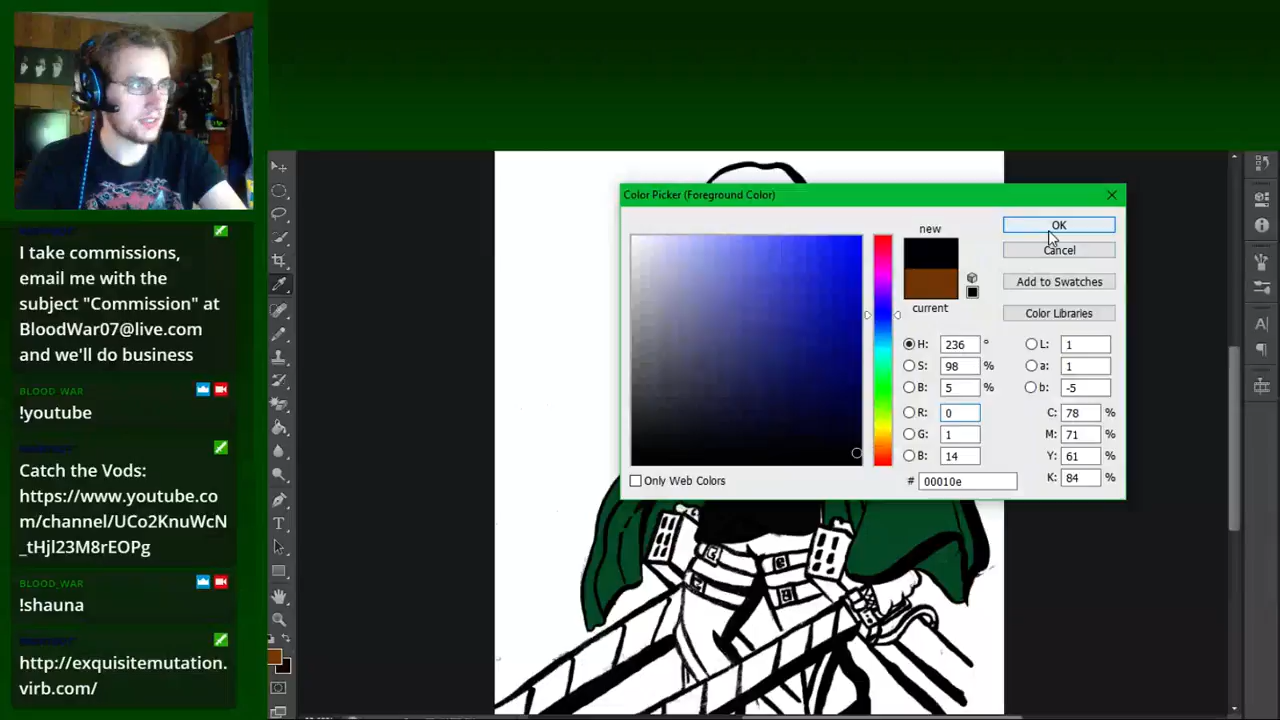 I take commissions,
email me with the
subject "Commission" at
BloodWar07@live.com
and we'll do business
BLOOD_WAR
!youtube
Catch the Vods:
https://www.youtube.co
m/channel/UCo2KnuWcN
_tHjl23M8rEOPg
BLOOD_WAR
!shauna
http://exquisitemutation.
virb.com/
Color Picker (Foreground Color)
new
current
OK
Cancel
Add to Swatches
Color Libraries
H: 236 °
S: 98 %
B: 5 %
R: 0
G: 1
B: 14
# 00010e
L: 1
a: 1
b: -5
C: 78 %
M: 71 %
Y: 61 %
K: 84 %
Only Web Colors